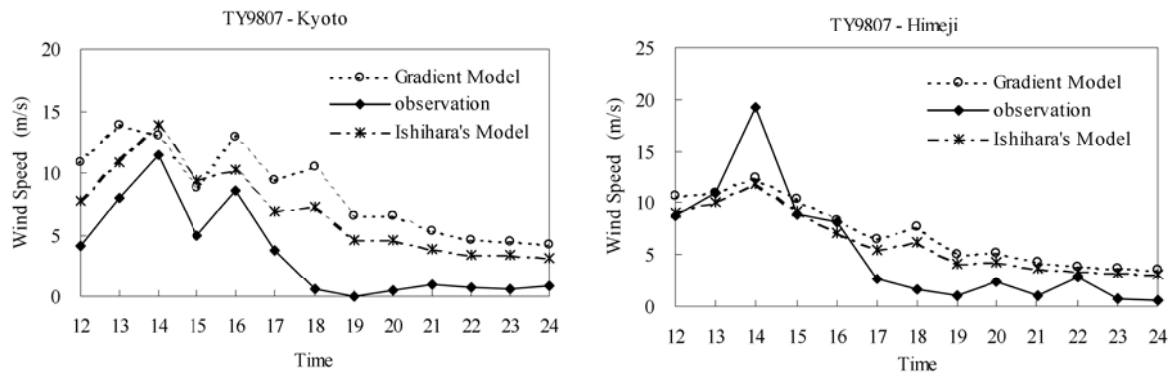 TY9807 - Kyoto
20
15
10
5
0
Wind Speed (m/s)
Gradient Model
observation
Ishihara's Model
12 13 14 15 16 17 18 19 20 21 22 23 24
Time
TY9807 - Himeji
25
20
15
10
5
0
Wind Speed (m/s)
Gradient Model
observation
Ishihara's Model
12 13 14 15 16 17 18 19 20 21 22 23 24
Time